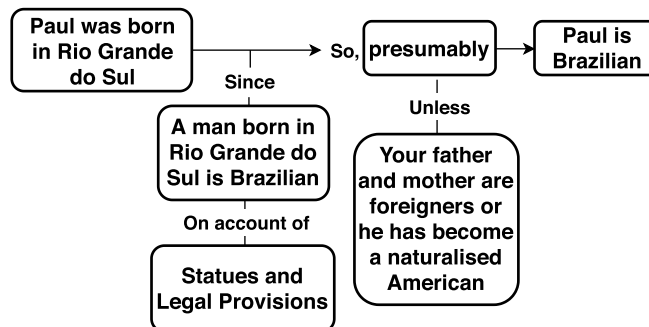 Paul was born
in Rio Grande
do Sul
So,
presumably
Paul is
Brazilian
Since
Unless
A man born in
Rio Grande do
Sul is Brazilian
On account of
Statues and
Legal Provisions
Your father
and mother are
foreigners or
he has become
a naturalised
American